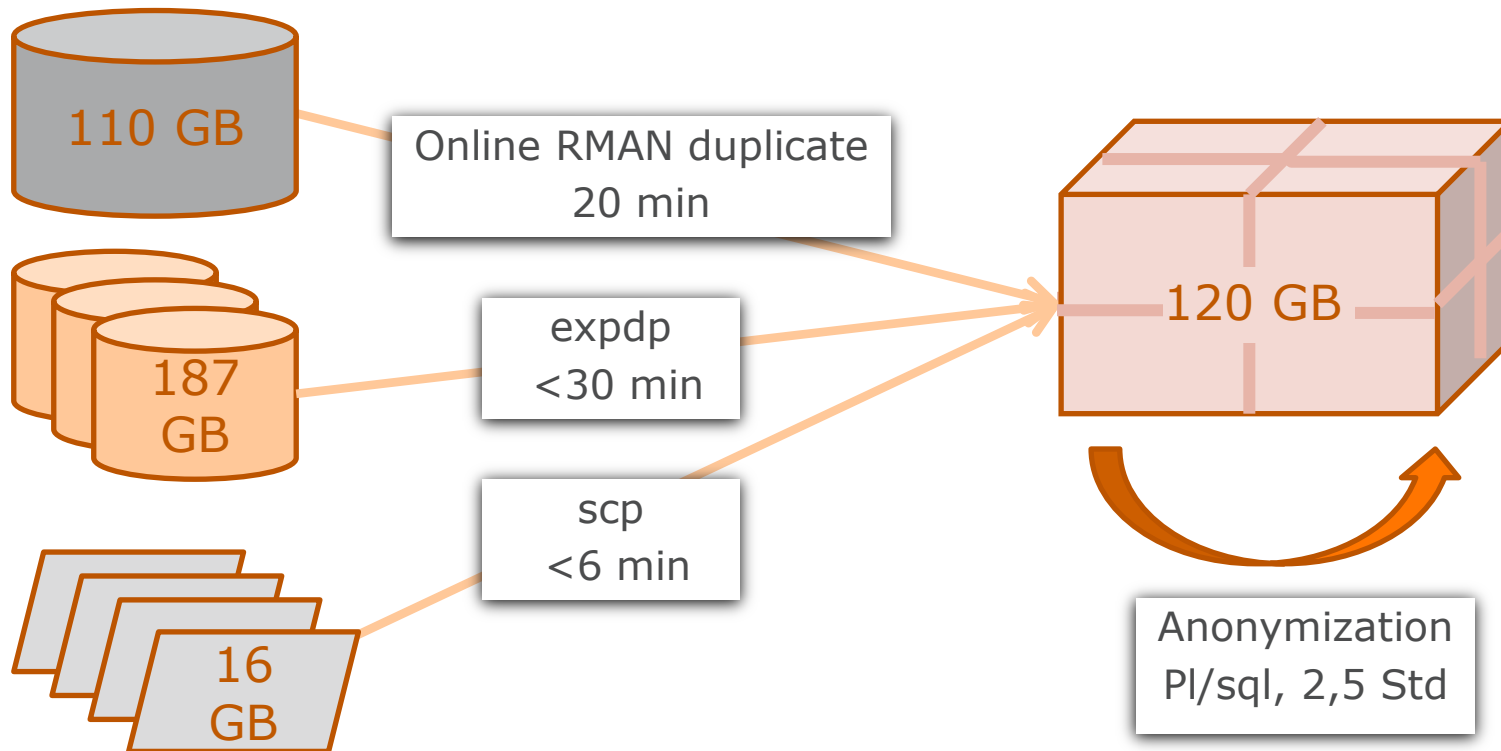 110 GB
Online RMAN duplicate
20 min
187
GB
expdp
<30 min
120 GB
scp
<6 min
16
GB
Anonymization
Pl/sql, 2,5 Std